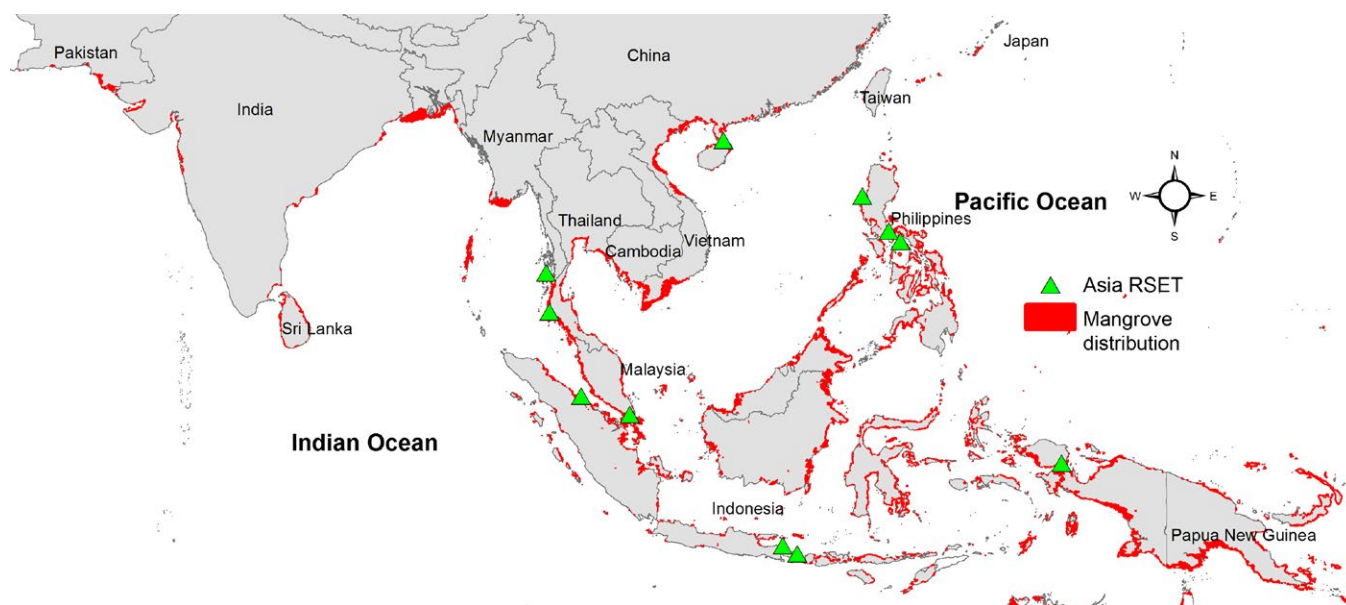 Japan
Pakistan
China
India
Taiwan
Myanmar
N
W
E
S
Pacific Ocean
Thailand
Philippines
Vietnam
Cambodia
Asia RSET
Mangrove
distribution
Sri Lanka
Malaysia
Indian Ocean
Indonesia
Papua New Guinea